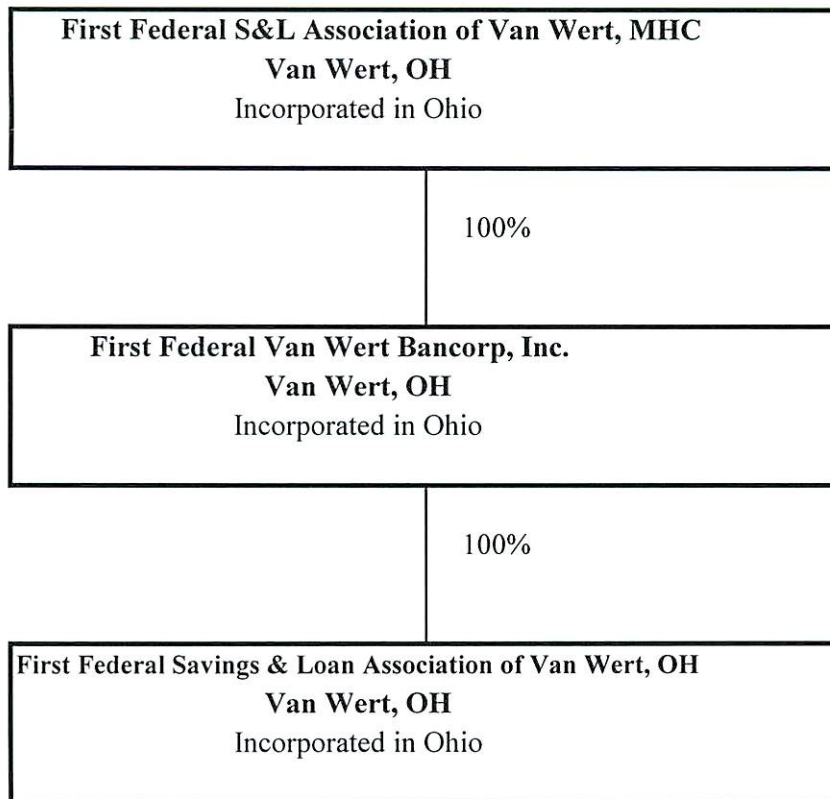 First Federal S&L Association of Van Wert, MHC
Van Wert, OH
Incorporated in Ohio
100%
First Federal Van Wert Bancorp, Inc.
Van Wert, OH
Incorporated in Ohio
100%
First Federal Savings & Loan Association of Van Wert, OH
Van Wert, OH
Incorporated in Ohio